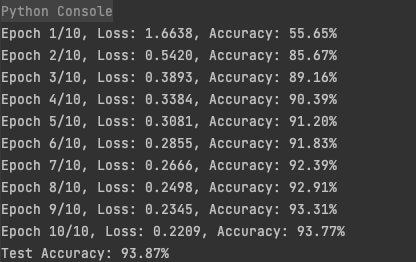 Python Console
Epoch 1/10, Loss: 1.6638, Accuracy: 55.65%
Epoch 2/10, Loss: 0.5420, Accuracy: 85.67%
Epoch 3/10, Loss: 0.3893, Accuracy: 89.16%
Epoch 4/10, Loss: 0.3384, Accuracy: 90.39%
Epoch 5/10, Loss: 0.3081, Accuracy: 91.20%
Epoch 6/10, Loss: 0.2855, Accuracy: 91.83%
Epoch 7/10, Loss: 0.2666, Accuracy: 92.39%
Epoch 8/10, Loss: 0.2498, Accuracy: 92.91%
Epoch 9/10, Loss: 0.2345, Accuracy: 93.31%
Epoch 10/10, Loss: 0.2209, Accuracy: 93.77%
Test Accuracy: 93.87%